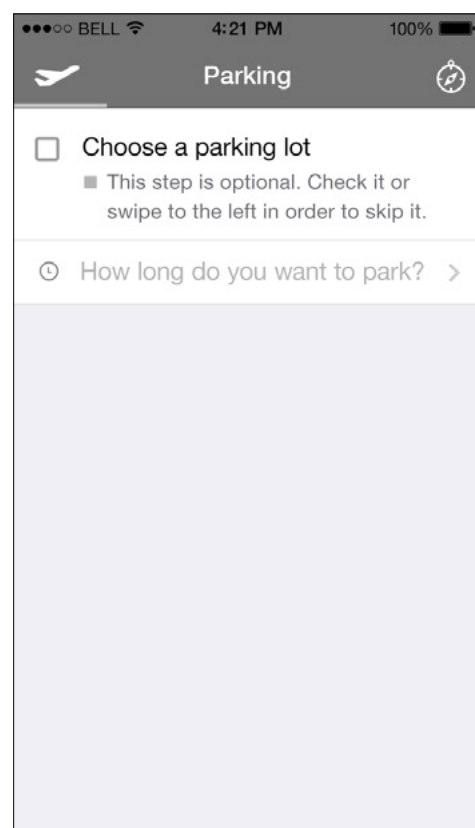 BELL 4:21 PM 100%
Parking
Choose a parking lot
This step is optional. Check it or
swipe to the left in order to skip it.
How long do you want to park?